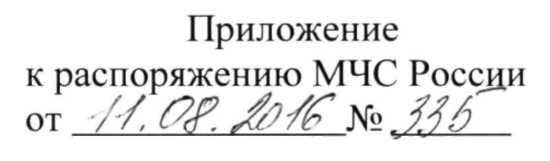 Приложение
к распоряжению МЧС России
от 11.08.2016 № 335